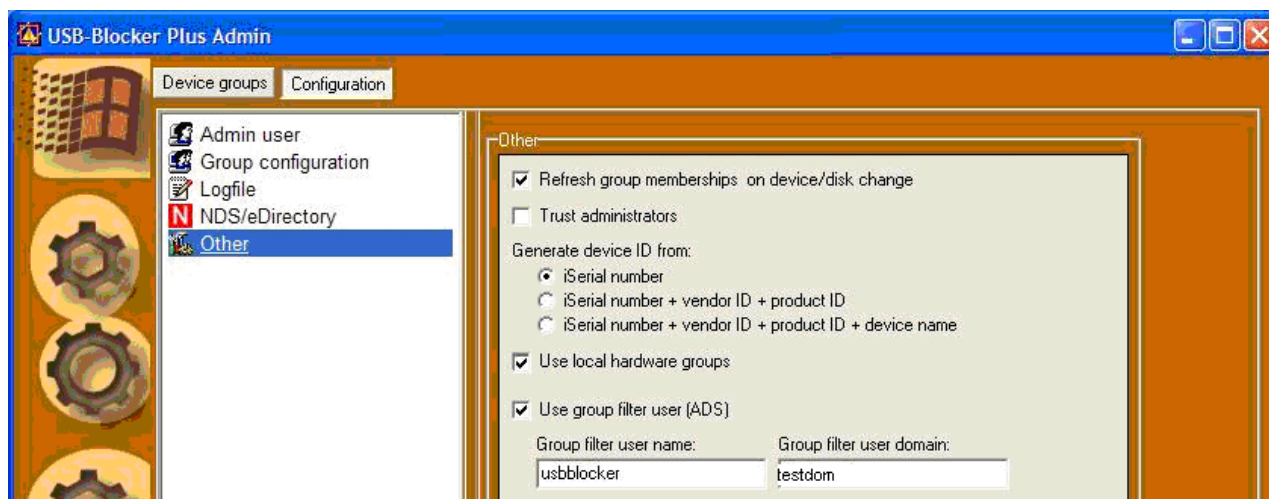 USB-Blocker Plus Admin
Device groups
Configuration
Admin user
Group configuration
Logfile
N NDS/eDirectory
Other
Other
Refresh group memberships on device/disk change
Trust administrators
Generate device ID from:
iSerial number
iSerial number + vendor ID + product ID
iSerial number + vendor ID + product ID + device name
Use local hardware groups
Use group filter user (ADS)
Group filter user name:
Group filter user domain:
usbblocker
testdom